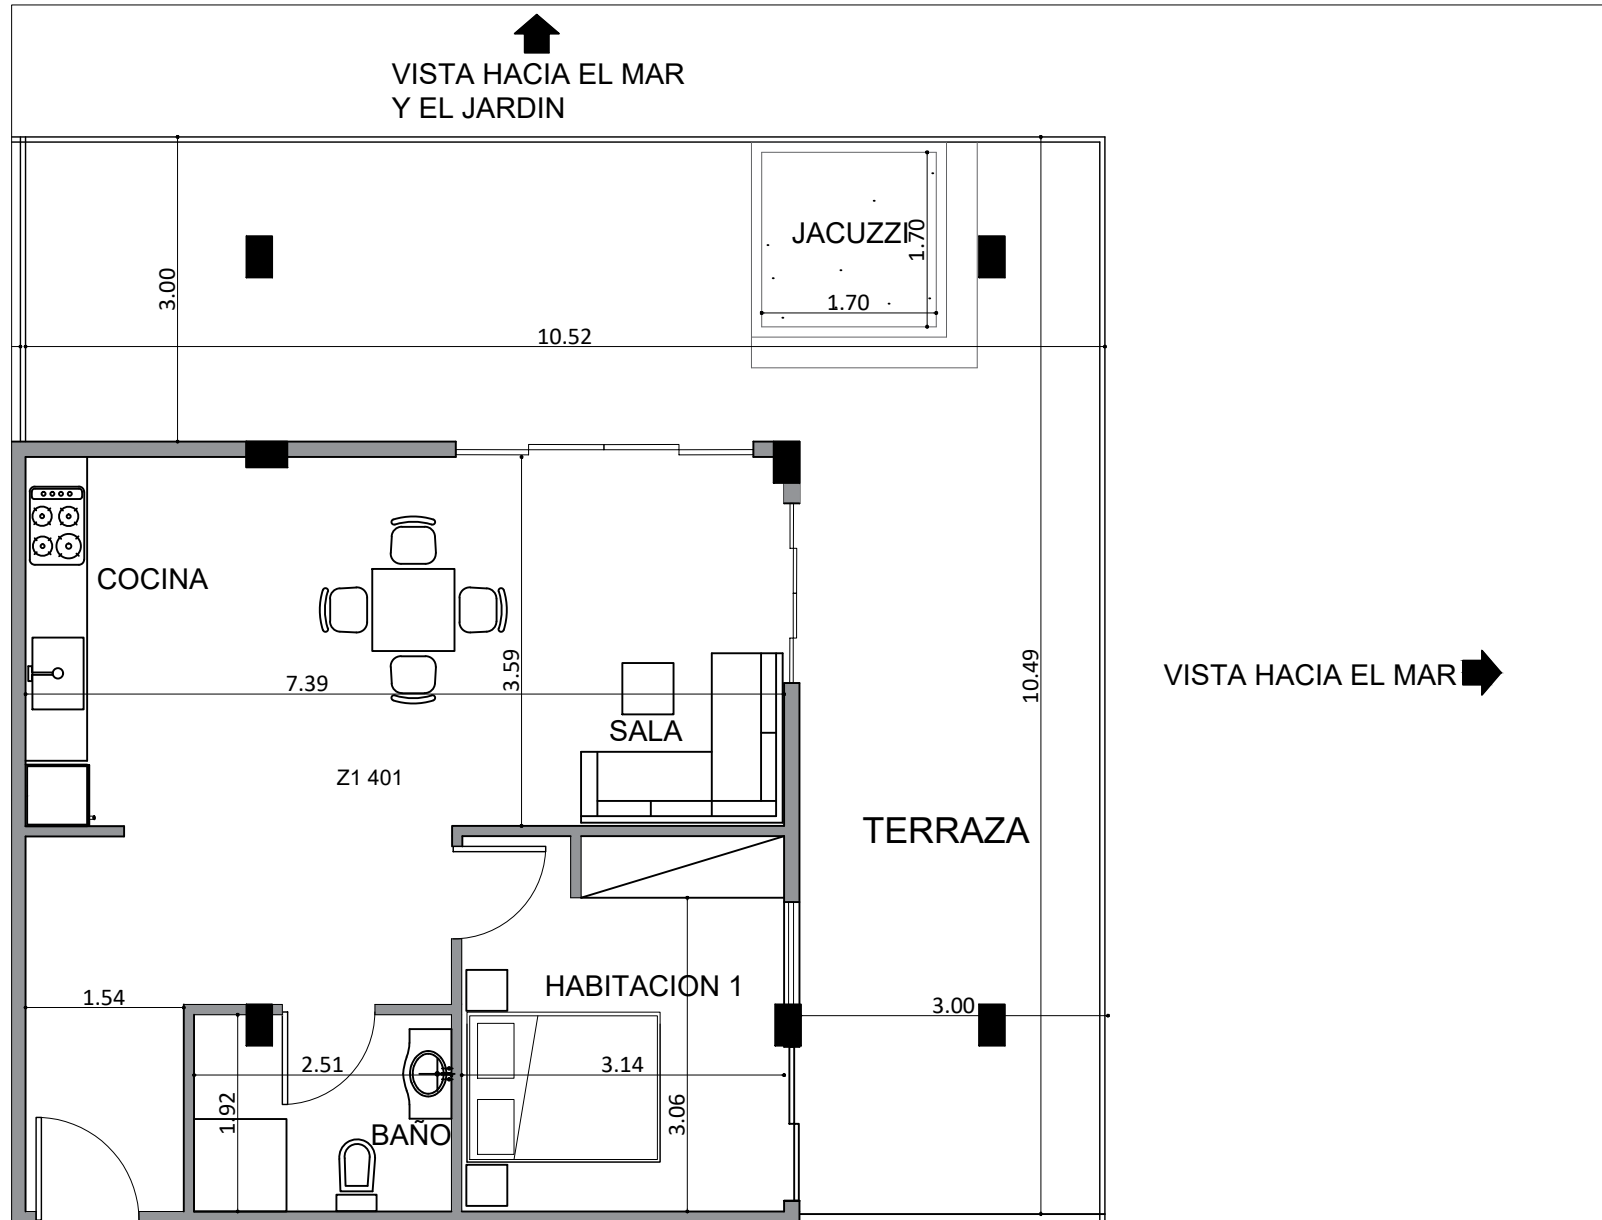 VISTA HACIA EL MAR
Y EL JARDIN
JACUZZI
1.70
1.70
3.00
10.52
COCINA
7.39
3.59
SALA
10.49
VISTA HACIA EL MAR
Z1 401
TERRAZA
1.54
HABITACION 1
3.00
2.51
3.14
1.92
3.06
BAÑO